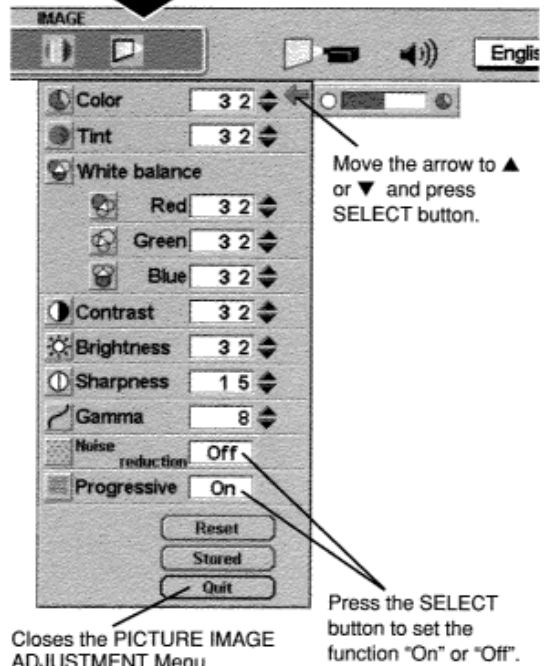 IMAGE
Englis
Color 3 2
Tint 3 2
White balance
Red 3 2
Green 3 2
Blue 3 2
Contrast 3 2
Brightness 3 2
Sharpness 1 5
Gamma 8
Noise
reduction Off
Progressive On
Reset
Stored
Quit
Move the arrow to ▲
or ▼ and press
SELECT button.
Press the SELECT
button to set the
function “On” or “Off”.
Closes the PICTURE IMAGE
ADJUSTMENT Menu